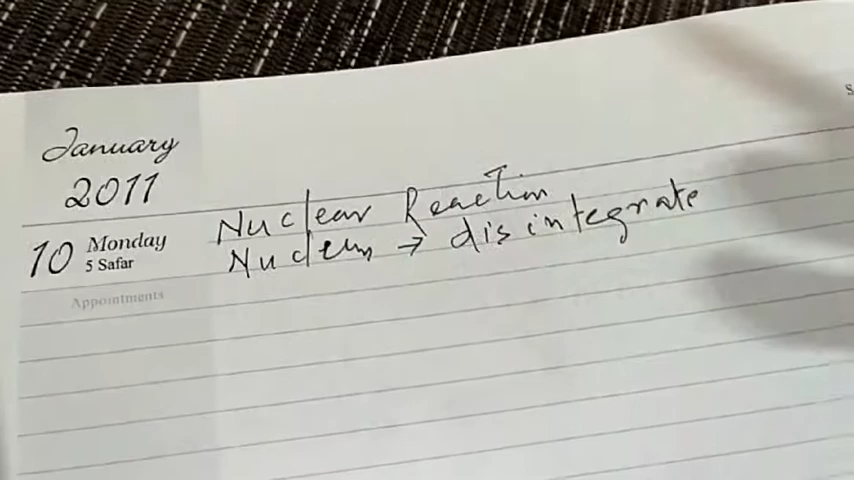 January
2011
10 Monday
5 Safar
Appointments
Nuclear Reaction
Nucleus → disintegrate